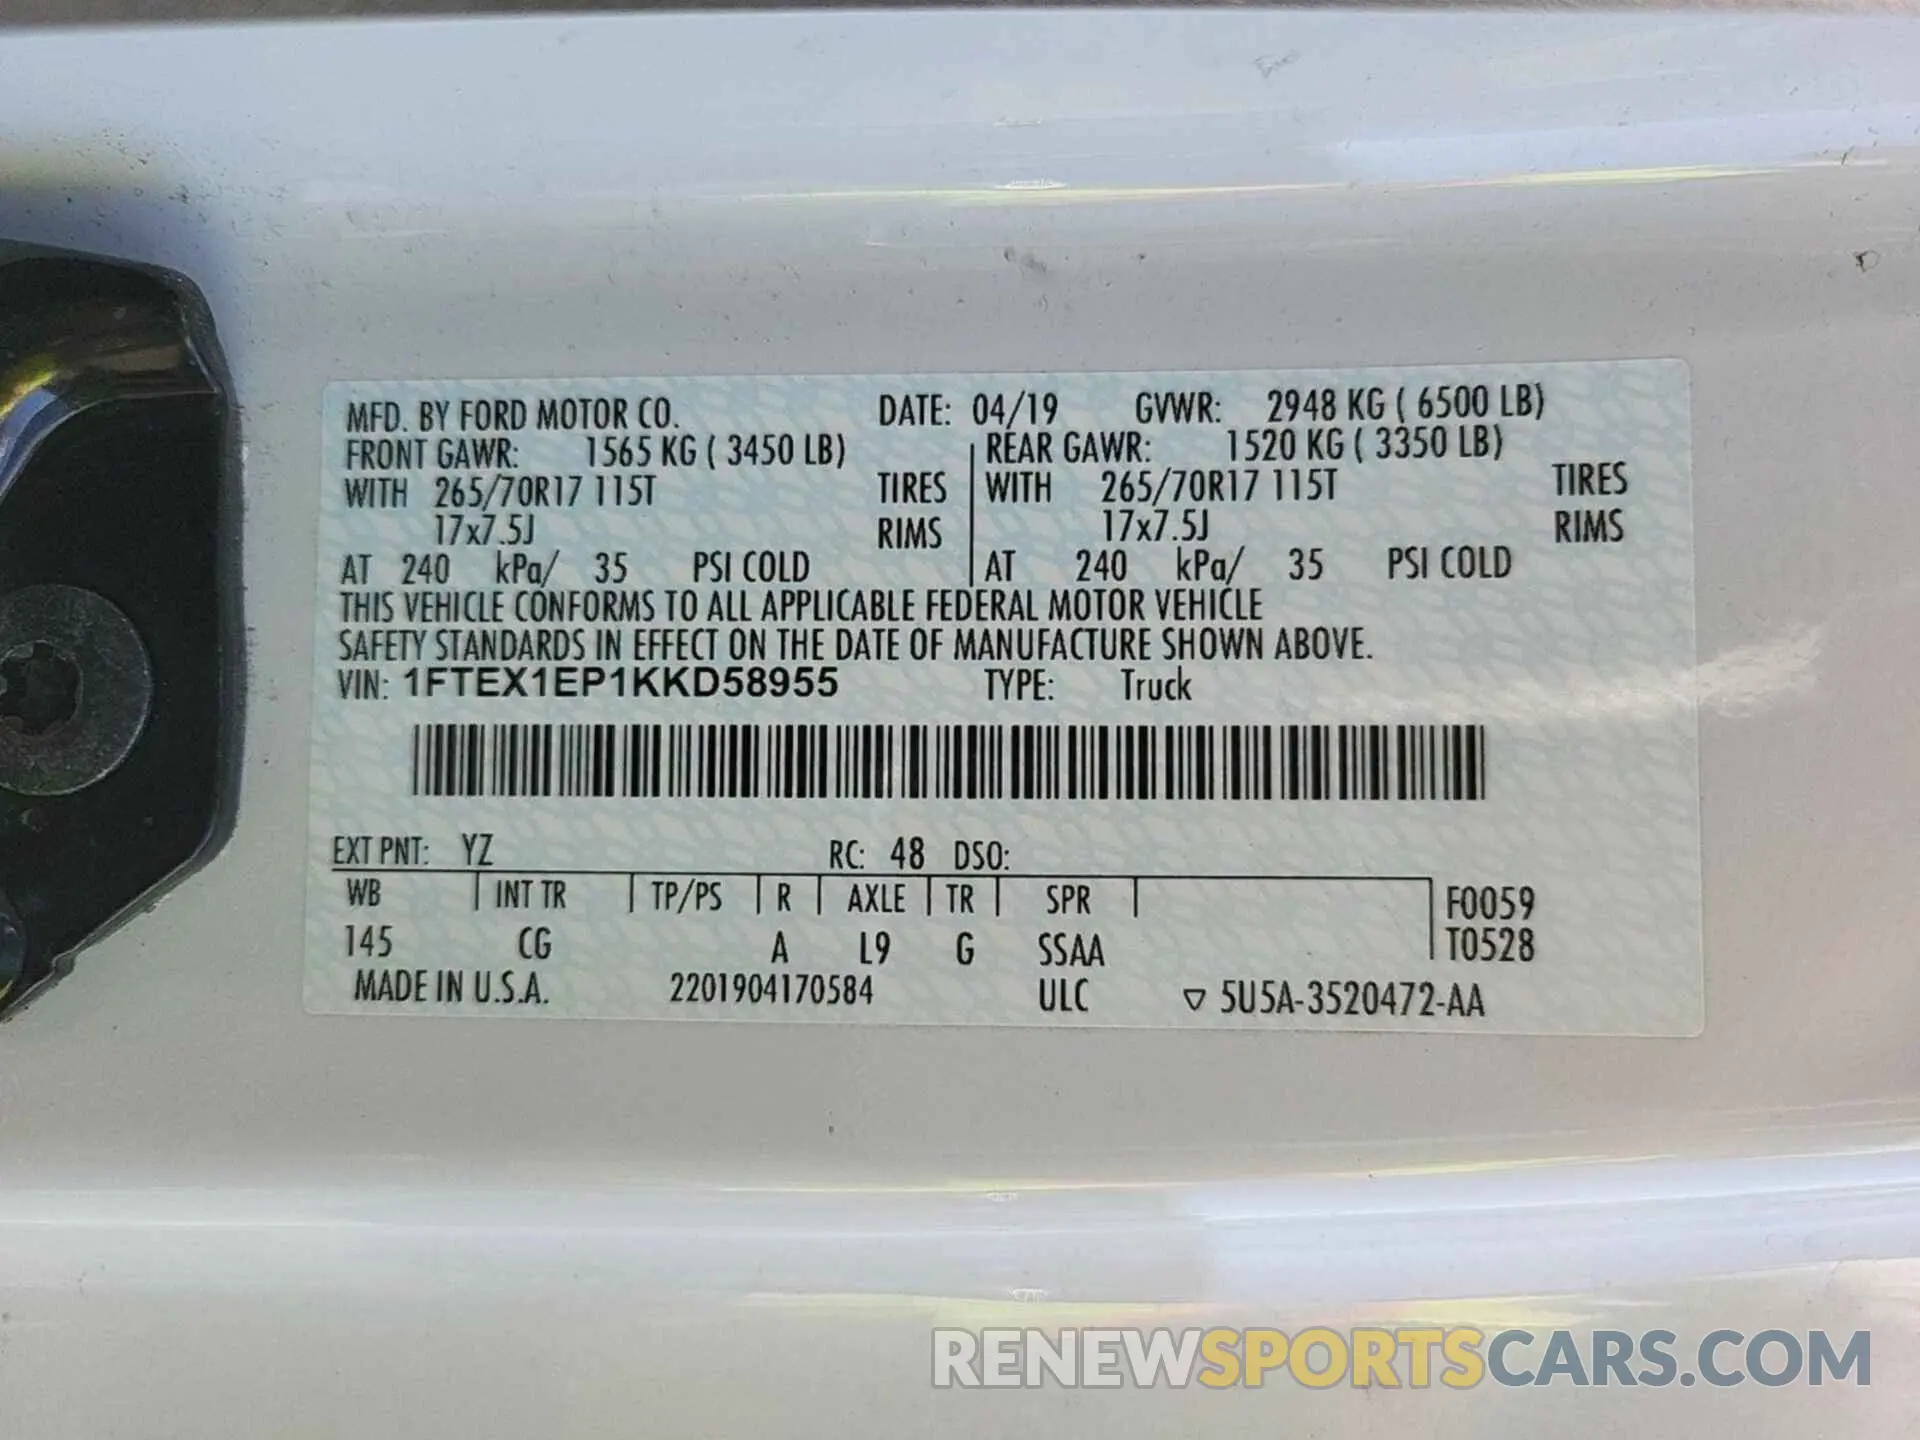 MFD. BY FORD MOTOR CO. DATE: 04/19 GVWR: 2948 KG ( 6500 LB)
FRONT GAWR: 1565 KG ( 3450 LB) REAR GAWR: 1520 KG ( 3350 LB)
WITH 265/70R17 115T TIRES WITH 265/70R17 115T TIRES
17x7.5J RIMS 17x7.5J RIMS
AT 240 kPa/ 35 PSI COLD AT 240 kPa/ 35 PSI COLD
THIS VEHICLE CONFORMS TO ALL APPLICABLE FEDERAL MOTOR VEHICLE
SAFETY STANDARDS IN EFFECT ON THE DATE OF MANUFACTURE SHOWN ABOVE.
VIN: 1FTEX1EP1KKD58955 TYPE: Truck
EXT PNT: YZ RC: 48 DSO:
WB INT TR TP/PS R AXLE TR SPR F0059
145 CG A L9 G SSAA T0528
MADE IN U.S.A. 2201904170584 ULC ▽ 5U5A-3520472-AA
RENEWSPORTSCARS.COM